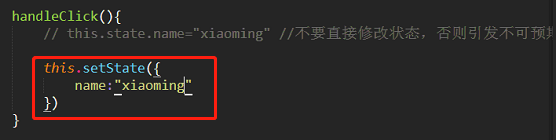 handleClick(){
// this.state.name="xiaoming" //不要直接修改状态，否则引发不可预
this.setState({
name:"xiaoming"
})
}